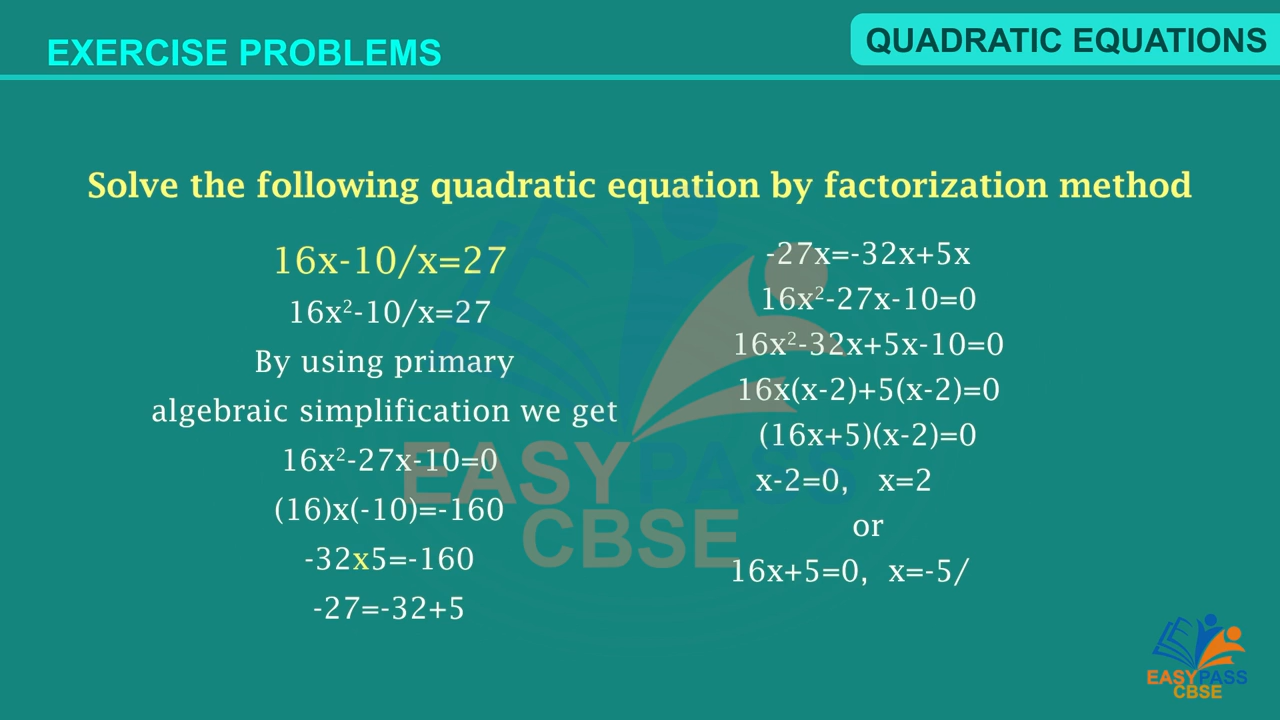 EXERCISE PROBLEMS
QUADRATIC EQUATIONS
Solve the following quadratic equation by factorization method
16x-10/x=27
16x²-10/x=27
By using primary
algebraic simplification we get
16x²-27x-10=0
(16)x(-10)=-160
-32x5=-160
-27=-32+5
-27x=-32x+5x
16x²-27x-10=0
16x²-32x+5x-10=0
16x(x-2)+5(x-2)=0
(16x+5)(x-2)=0
x-2=0, x=2
or
16x+5=0, x=-5/
EASYPASS
CBSE
EASYPASS
CBSE